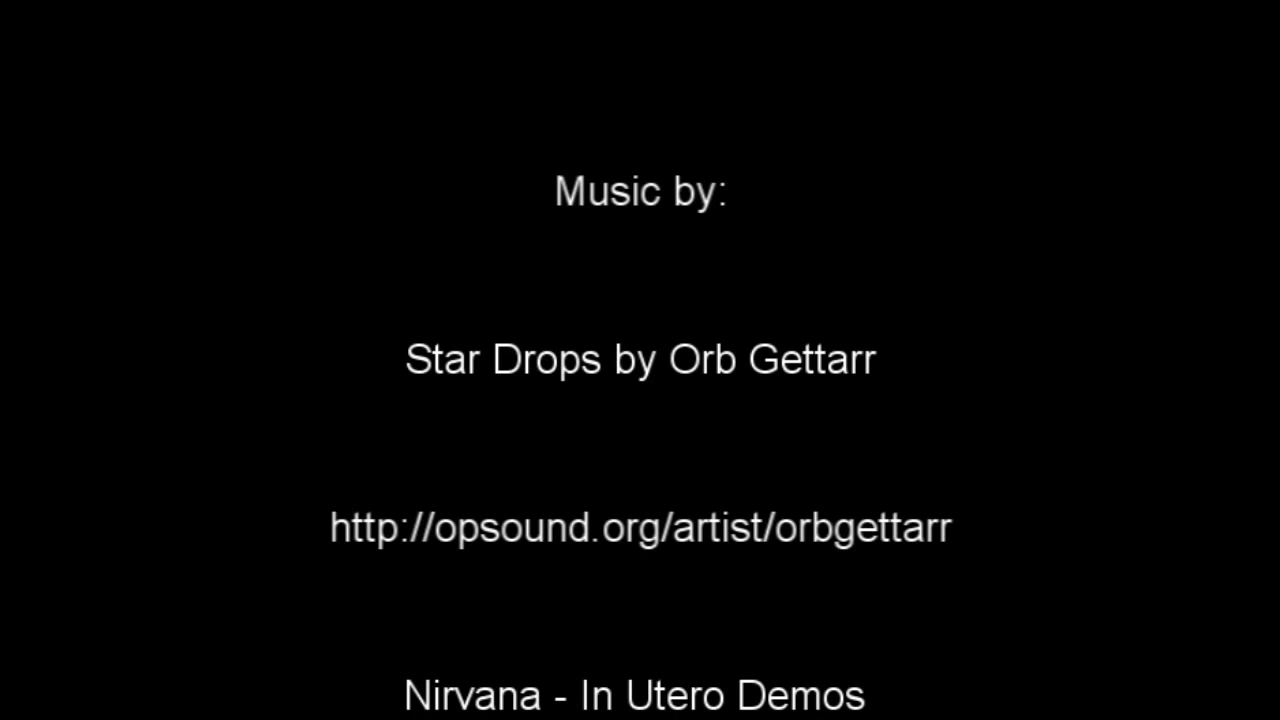 Music by:
Star Drops by Orb Gettarr
http://opsound.org/artist/orbgettarr
Nirvana - In Utero Demos